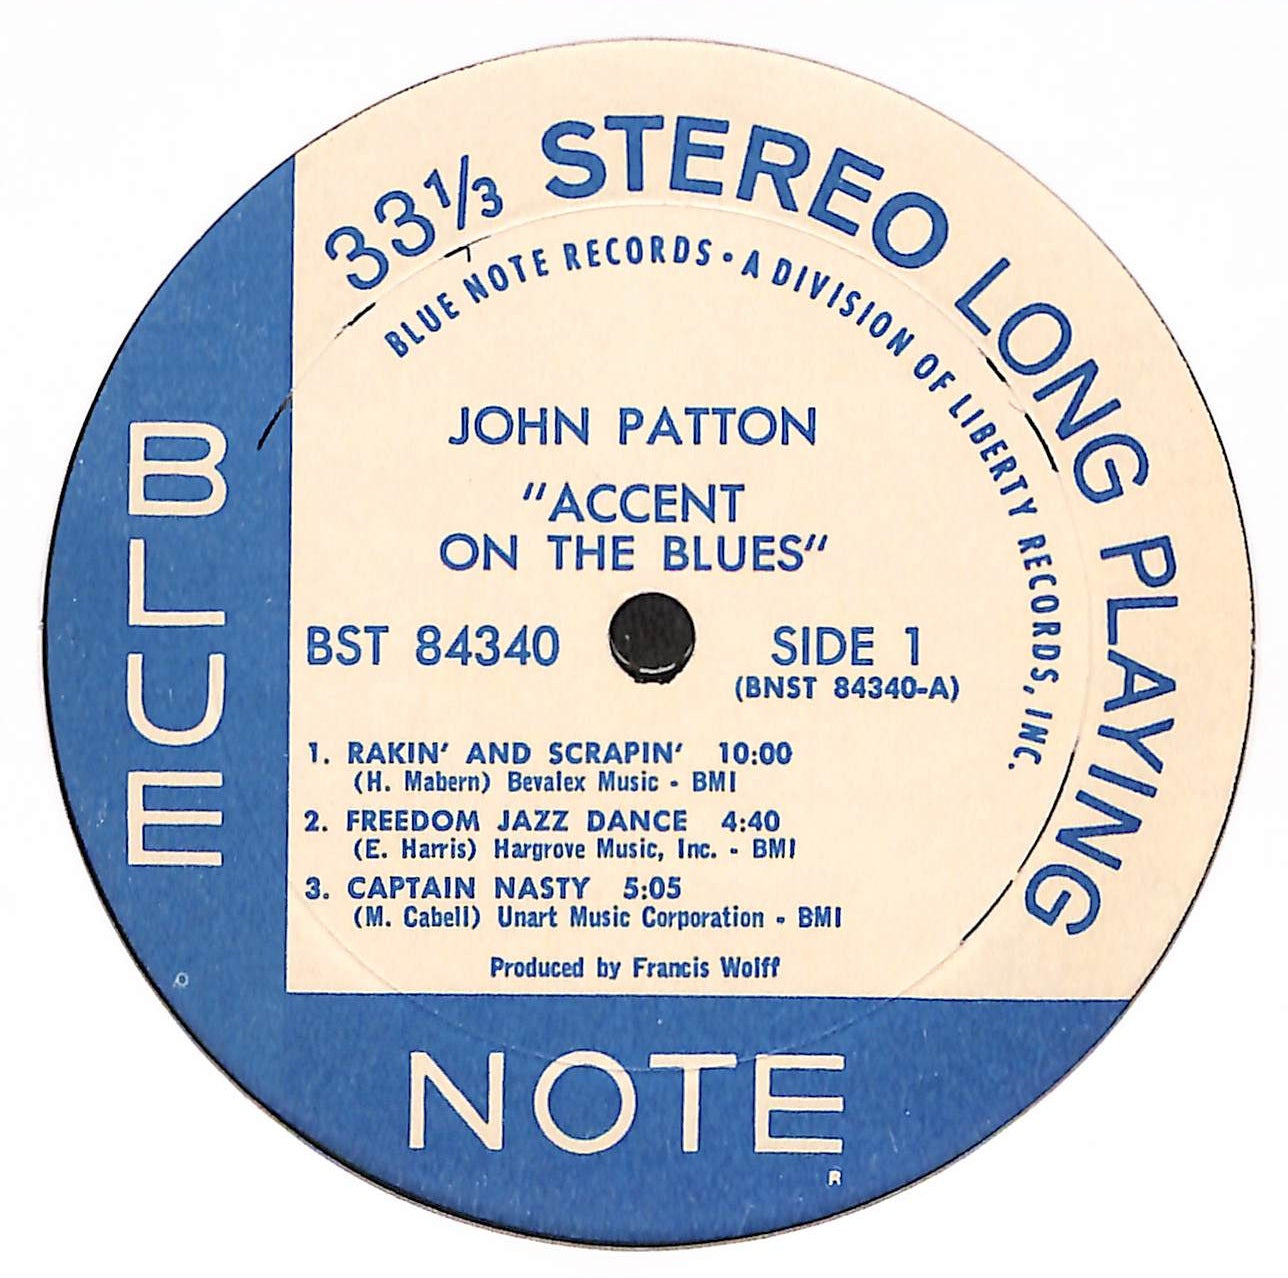 33⅓ STEREO LONG PLAYING
BLUE NOTE RECORDS • A DIVISION OF LIBERTY RECORDS, INC.
JOHN PATTON
"ACCENT
ON THE BLUES"
BST 84340
SIDE 1
(BNST 84340-A)
1. RAKIN' AND SCRAPIN' 10:00
(H. Mabern) Bevalex Music - BMI
2. FREEDOM JAZZ DANCE 4:40
(E. Harris) Hargrove Music, Inc. - BMI
3. CAPTAIN NASTY 5:05
(M. Cabell) Unart Music Corporation - BMI
Produced by Francis Wolff
BLUE
NOTE
R